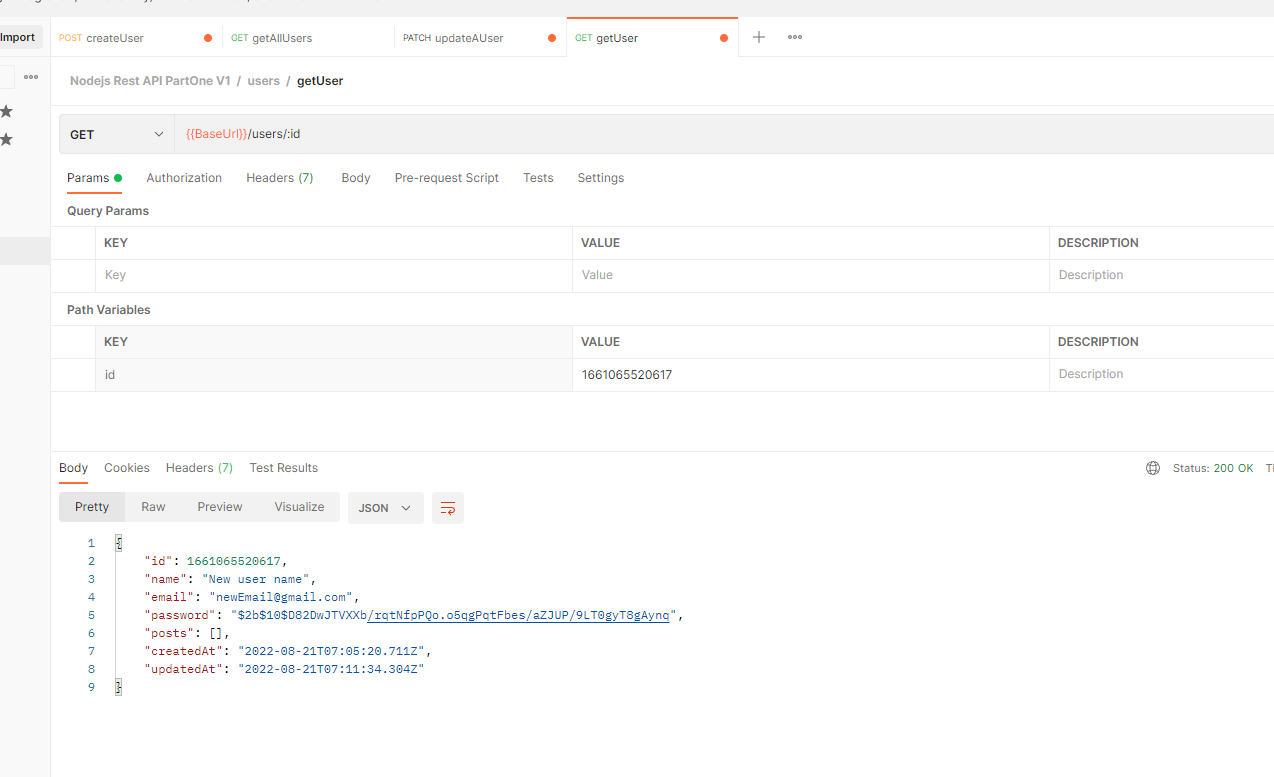 Import
POST createUser GET getAllUsers PATCH updateAUser GET getUser
Nodejs Rest API PartOne V1 / users / getUser
GET {{BaseUrl}}/users/:id
Params Authorization Headers (7) Body Pre-request Script Tests Settings
Query Params
KEY VALUE DESCRIPTION
Key Value Description
Path Variables
KEY VALUE DESCRIPTION
id 1661065520617 Description
Body Cookies Headers (7) Test Results Status: 200 OK
Pretty Raw Preview Visualize JSON
1 {
2 "id": 1661065520617,
3 "name": "New user name",
4 "email": "newEmail@gmail.com",
5 "password": "$2b$10$D82DwJTVXXb/rqtNfpPQo.o5qgPqtFbes/aZJUP/9LT0gyT8gAynq",
6 "posts": [],
7 "createdAt": "2022-08-21T07:05:20.711Z",
8 "updatedAt": "2022-08-21T07:11:34.304Z"
9 }